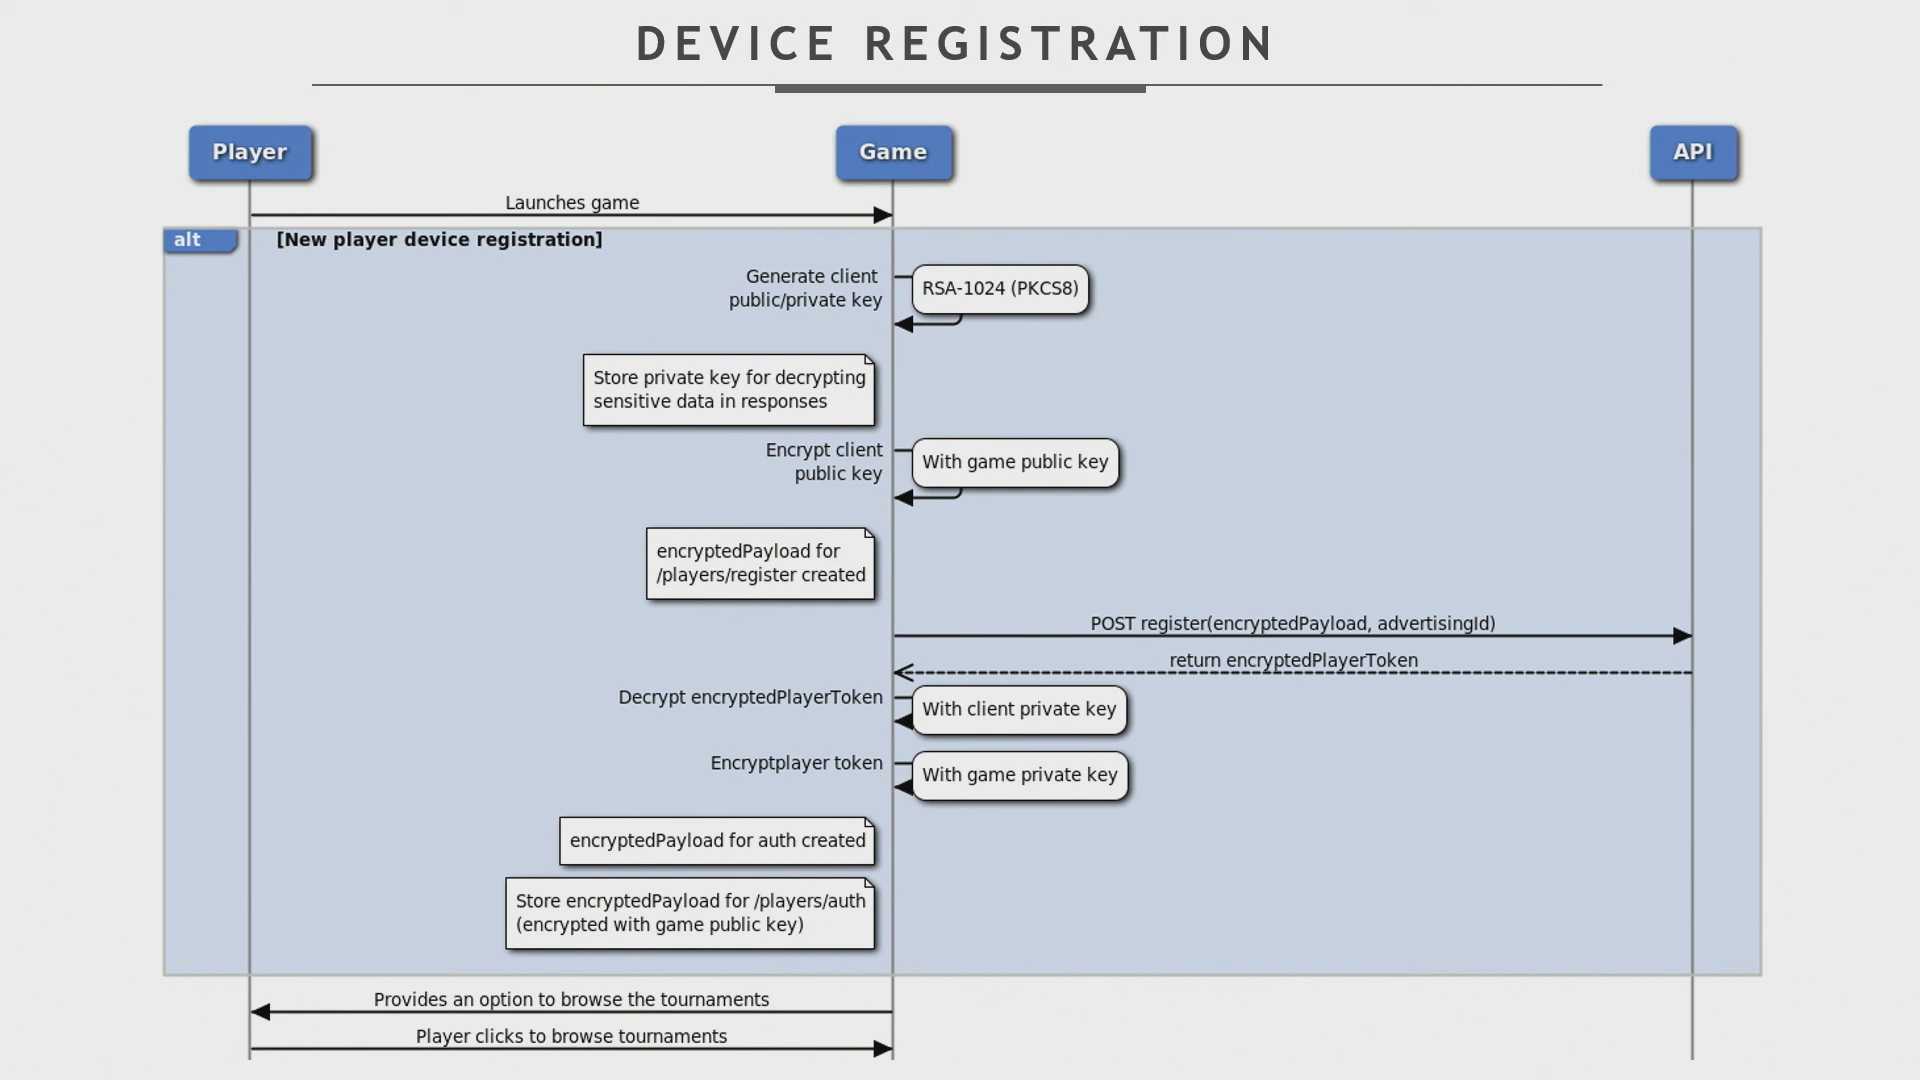 DEVICE REGISTRATION
Player
Game
API
Launches game
alt
[New player device registration]
Generate client
public/private key
RSA-1024 (PKCS8)
Store private key for decrypting
sensitive data in responses
Encrypt client
public key
With game public key
encryptedPayload for
/players/register created
POST register(encryptedPayload, advertisingId)
return encryptedPlayerToken
Decrypt encryptedPlayerToken
With client private key
Encryptplayer token
With game private key
encryptedPayload for auth created
Store encryptedPayload for /players/auth
(encrypted with game public key)
Provides an option to browse the tournaments
Player clicks to browse tournaments